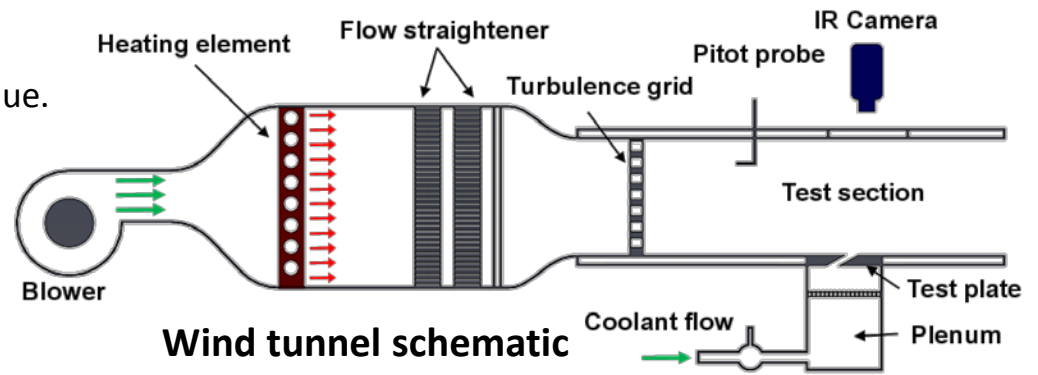 IR Camera
Flow straightener
Heating element
Pitot probe
Turbulence grid
ue.
Test section
Blower
Test plate
Coolant flow
Plenum
Wind tunnel schematic